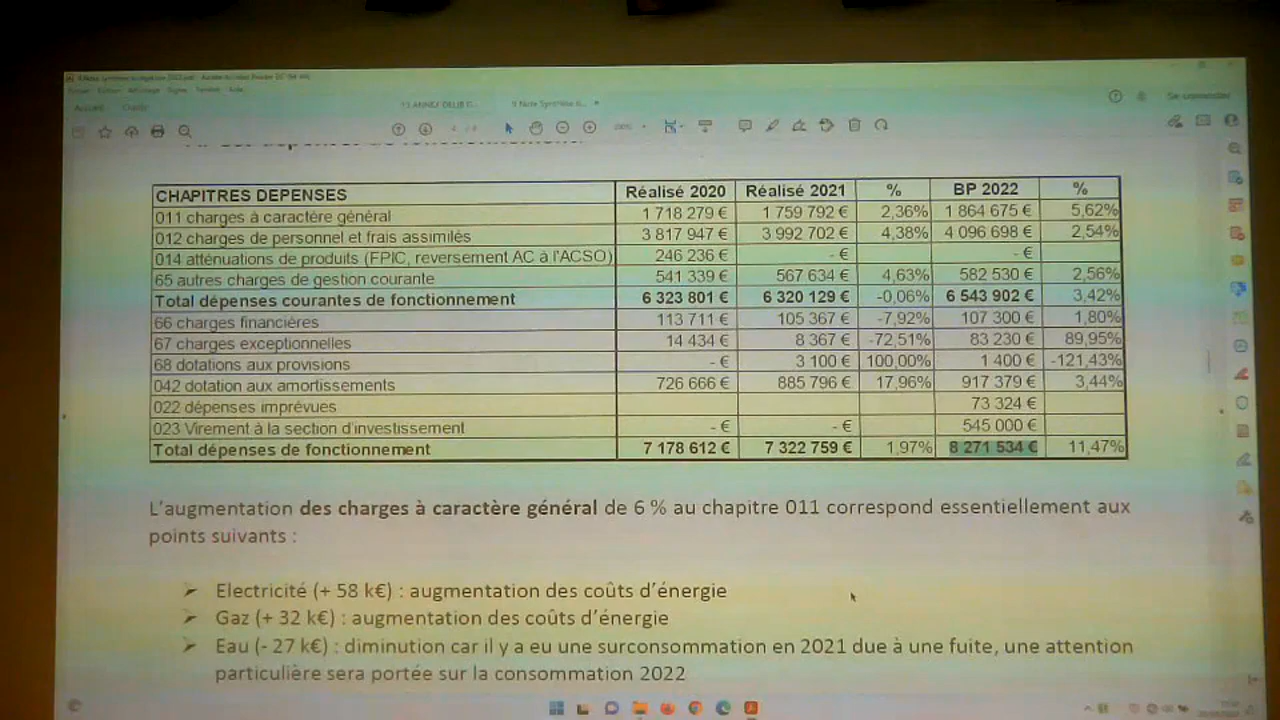 Se connecter
CHAPITRES DEPENSES Réalisé 2020 Réalisé 2021 % BP 2022 %
011 charges à caractère général 1 718 279 € 1 759 792 € 2,36% 1 864 675 € 5,62%
012 charges de personnel et frais assimilés 3 817 947 € 3 992 702 € 4,38% 4 096 698 € 2,54%
014 atténuations de produits (FPIC, reversement AC à l'ACSO) 246 236 € - € - €
65 autres charges de gestion courante 541 339 € 567 634 € 4,63% 582 530 € 2,56%
Total dépenses courantes de fonctionnement 6 323 801 € 6 320 129 € -0,06% 6 543 902 € 3,42%
66 charges financières 113 711 € 105 367 € -7,92% 107 300 € 1,80%
67 charges exceptionnelles 14 434 € 8 367 € -72,51% 83 230 € 89,95%
68 dotations aux provisions - € 3 100 € 100,00% 1 400 € -121,43%
042 dotation aux amortissements 726 666 € 885 796 € 17,96% 917 379 € 3,44%
022 dépenses imprévues 73 324 €
023 Virement à la section d'investissement - € - € 545 000 €
Total dépenses de fonctionnement 7 178 612 € 7 322 759 € 1,97% 8 271 534 € 11,47%
L'augmentation des charges à caractère général de 6 % au chapitre 011 correspond essentiellement aux
points suivants :
➢ Electricité (+ 58 k€) : augmentation des coûts d'énergie
➢ Gaz (+ 32 k€) : augmentation des coûts d'énergie
➢ Eau (- 27 k€) : diminution car il y a eu une surconsommation en 2021 due à une fuite, une attention
particulière sera portée sur la consommation 2022